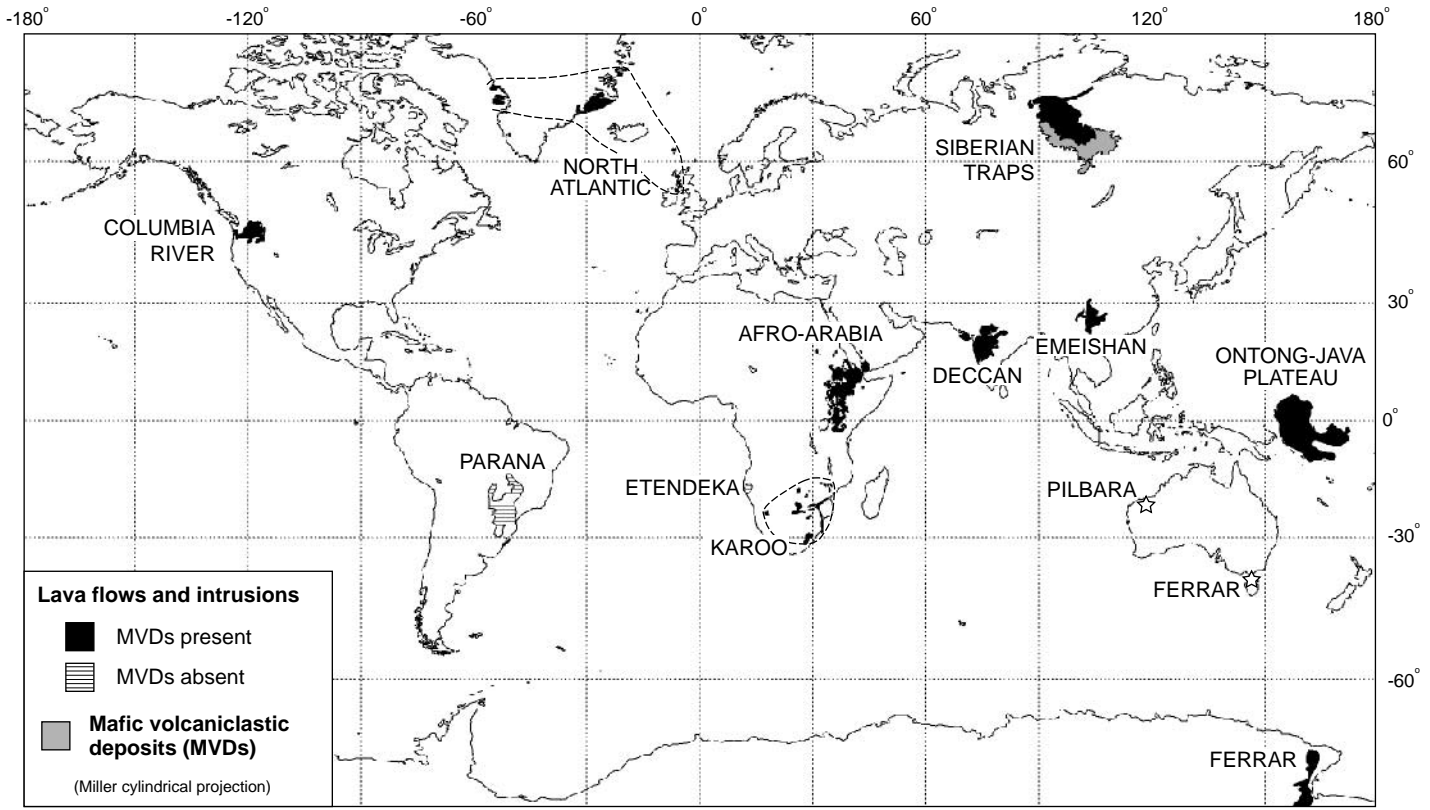 -180° -120° -60° 0° 60° 120° 180°
SIBERIAN
TRAPS
60°
NORTH
ATLANTIC
COLUMBIA
RIVER
30°
AFRO-ARABIA
EMEISHAN
DECCAN
ONTONG-JAVA
PLATEAU
0°
PARANA
ETENDEKA
PILBARA
-30°
KAROO
FERRAR
Lava flows and intrusions
MVDs present
MVDs absent
-60°
Mafic volcaniclastic
deposits (MVDs)
(Miller cylindrical projection)
FERRAR